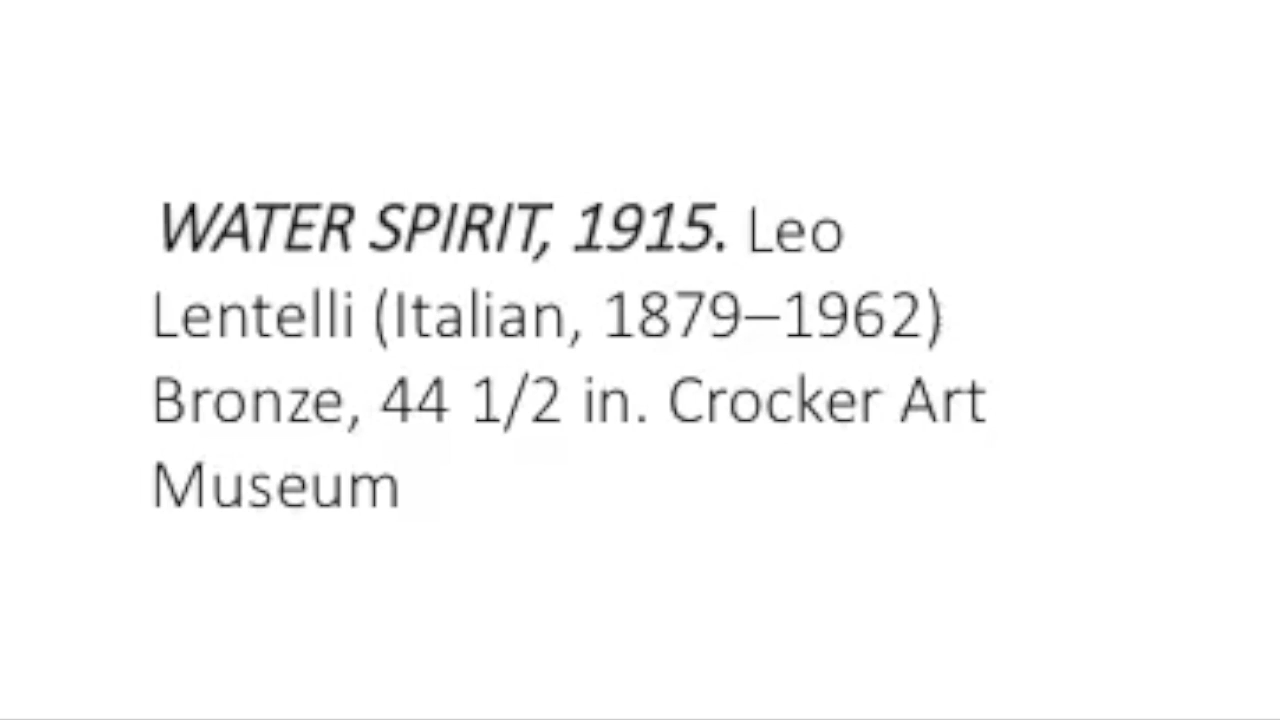 WATER SPIRIT, 1915. Leo
Lentelli (Italian, 1879–1962)
Bronze, 44 1/2 in. Crocker Art
Museum